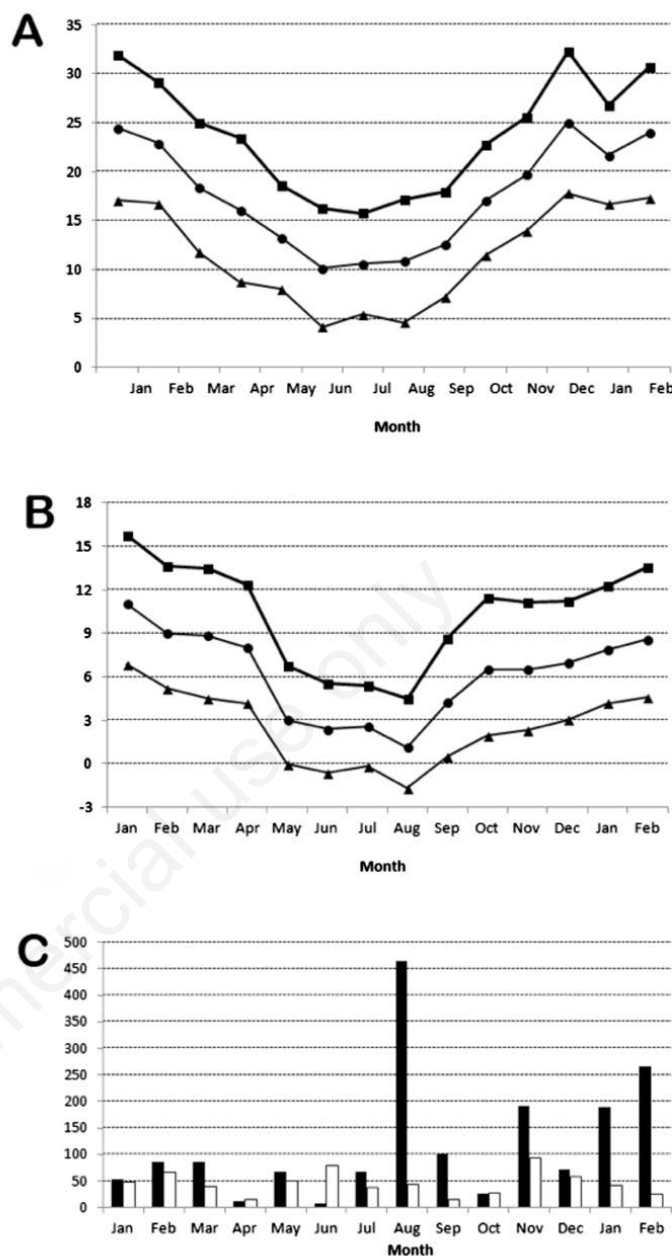 A
35
30
25
20
15
10
5
0
Jan Feb Mar Apr May Jun Jul Aug Sep Oct Nov Dec Jan Feb
Month
B
18
15
12
9
6
3
0
-3
Jan Feb Mar Apr May Jun Jul Aug Sep Oct Nov Dec Jan Feb
Month
mercial use only
C
500
450
400
350
300
250
200
150
100
50
0
Jan Feb Mar Apr May Jun Jul Aug Sep Oct Nov Dec Jan Feb
Month